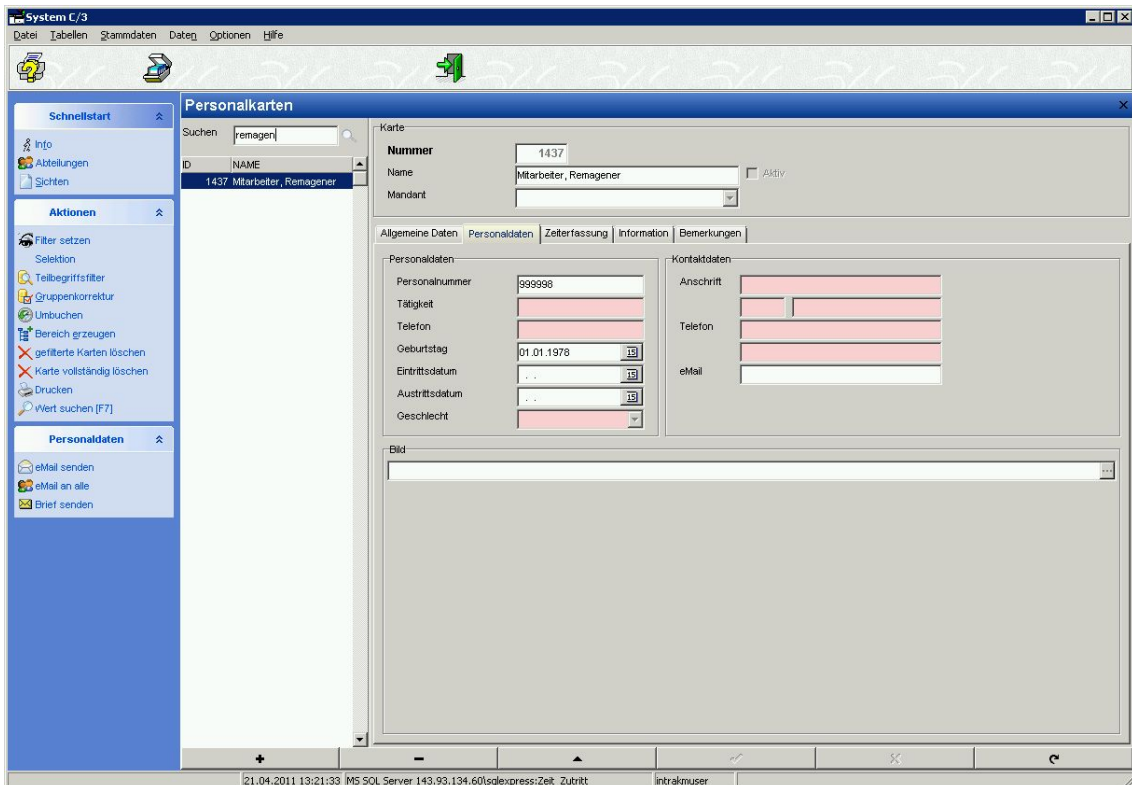 System C/3
Datei Tabellen Stammdaten Daten Optionen Hilfe
Schnellstart
Info
Abteilungen
Sichten
Aktionen
Filter setzen
Selektion
Teilbegriffsfilter
Gruppenkorrektur
Umbuchen
Bereich erzeugen
gefilterte Karten löschen
Karte vollständig löschen
Drucken
Wert suchen [F7]
Personaldaten
eMail senden
eMail an alle
Brief senden
Personalkarten
Suchen remagen
ID NAME
1437 Mitarbeiter, Remagener
Karte
Nummer 1437
Name Mitarbeiter, Remagener Aktiv
Mandant
Allgemeine Daten Personaldaten Zeiterfassung Information Bemerkungen
Personaldaten
Personalnummer 999998
Tätigkeit
Telefon
Geburtstag 01.01.1978 15
Eintrittsdatum . . 15
Austrittsdatum . . 15
Geschlecht
Kontaktdaten
Anschrift
Telefon
eMail
Bild
...
21.04.2011 13:21:33 MS SQL Server 143.93.134.60\sqlexpress:Zeit_Zutritt intrakmuser